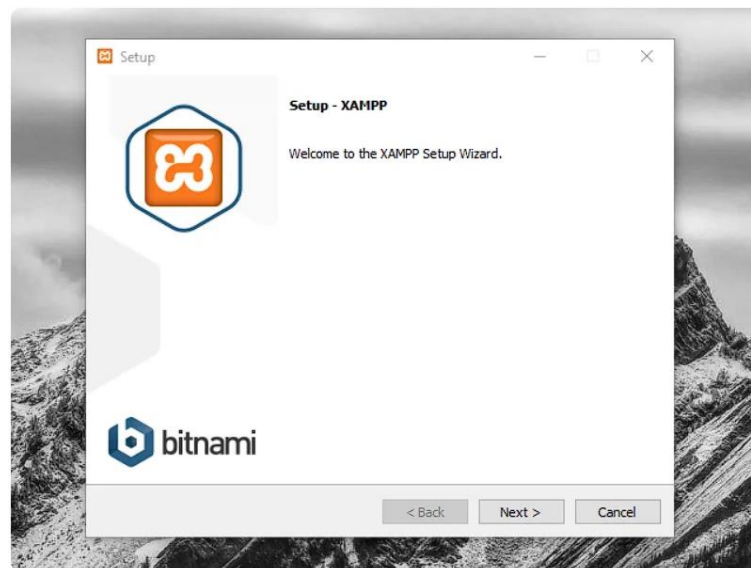 Setup
Setup - XAMPP
Welcome to the XAMPP Setup Wizard.
bitnami
< Back Next > Cancel